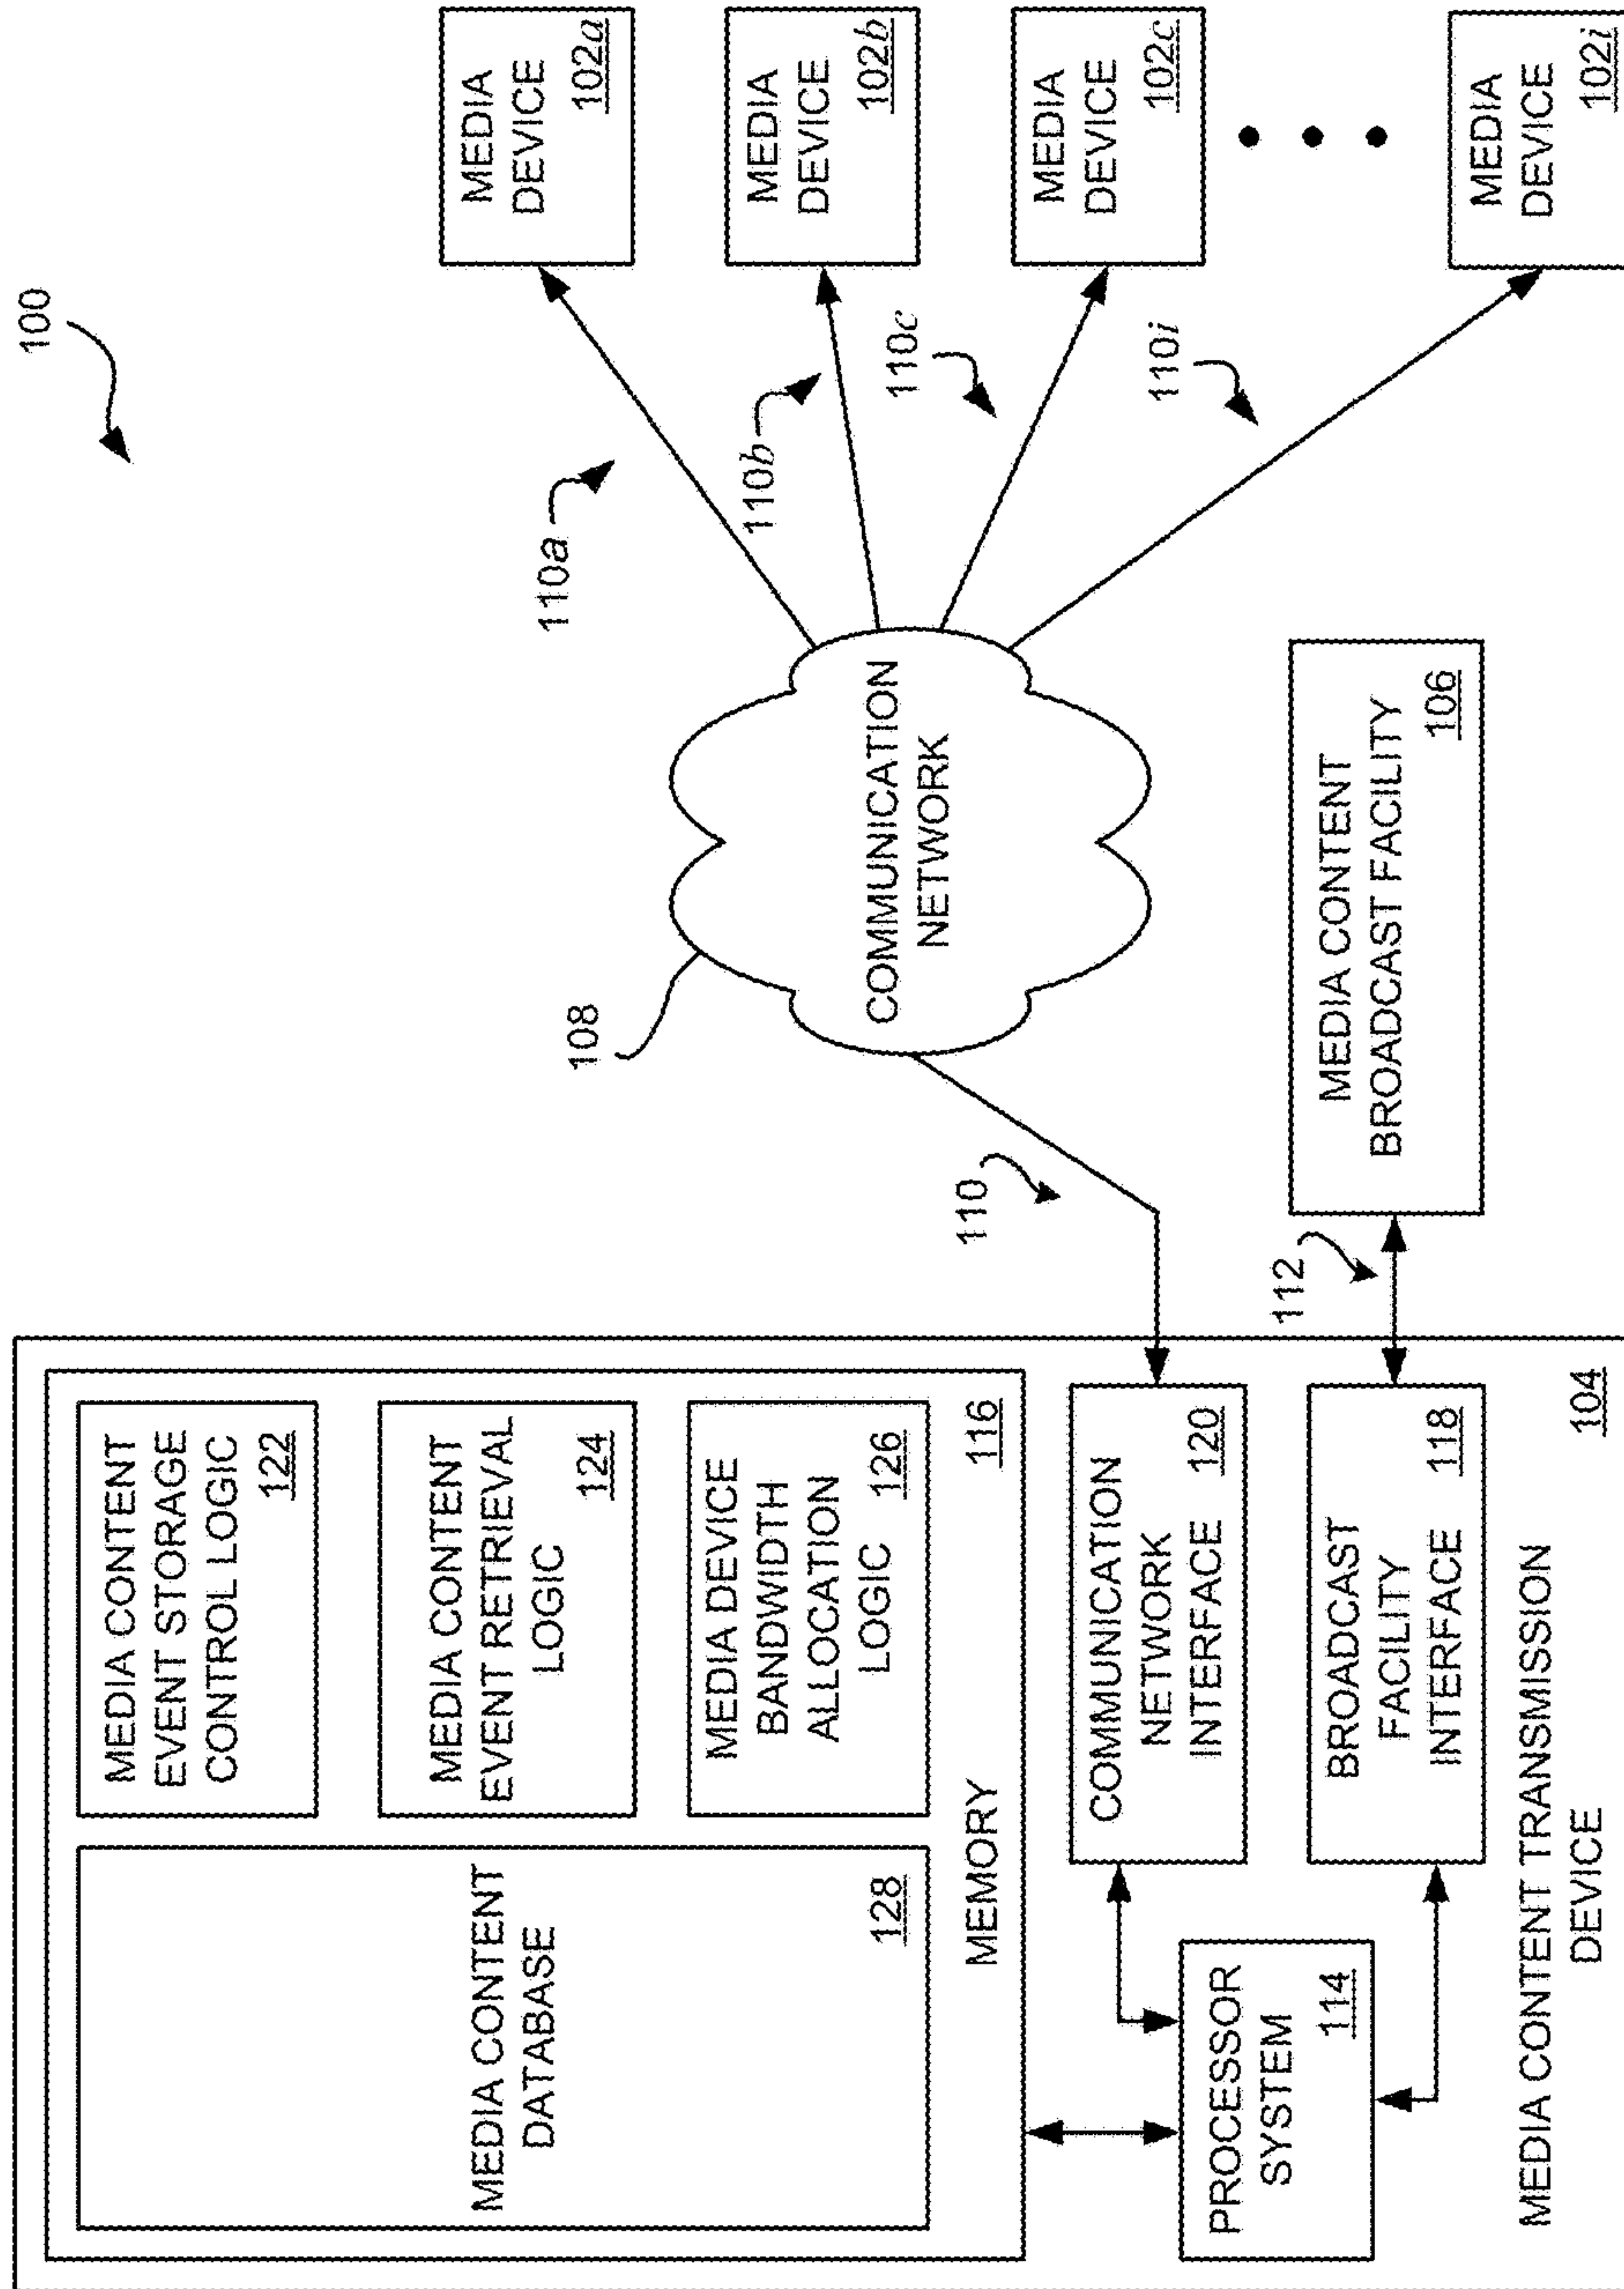 100
MEDIA CONTENT
DATABASE
128
MEDIA CONTENT
EVENT STORAGE
CONTROL LOGIC
122
MEDIA CONTENT
EVENT RETRIEVAL
LOGIC
124
MEDIA DEVICE
BANDWIDTH
ALLOCATION
LOGIC
126
MEMORY
116
PROCESSOR
SYSTEM
114
COMMUNICATION
NETWORK
INTERFACE
120
BROADCAST
FACILITY
INTERFACE
118
MEDIA CONTENT TRANSMISSION
DEVICE
104
110
112
108
COMMUNICATION
NETWORK
MEDIA CONTENT
BROADCAST FACILITY
106
110a
110b
110c
110i
MEDIA
DEVICE
102a
MEDIA
DEVICE
102b
MEDIA
DEVICE
102c
MEDIA
DEVICE
102i